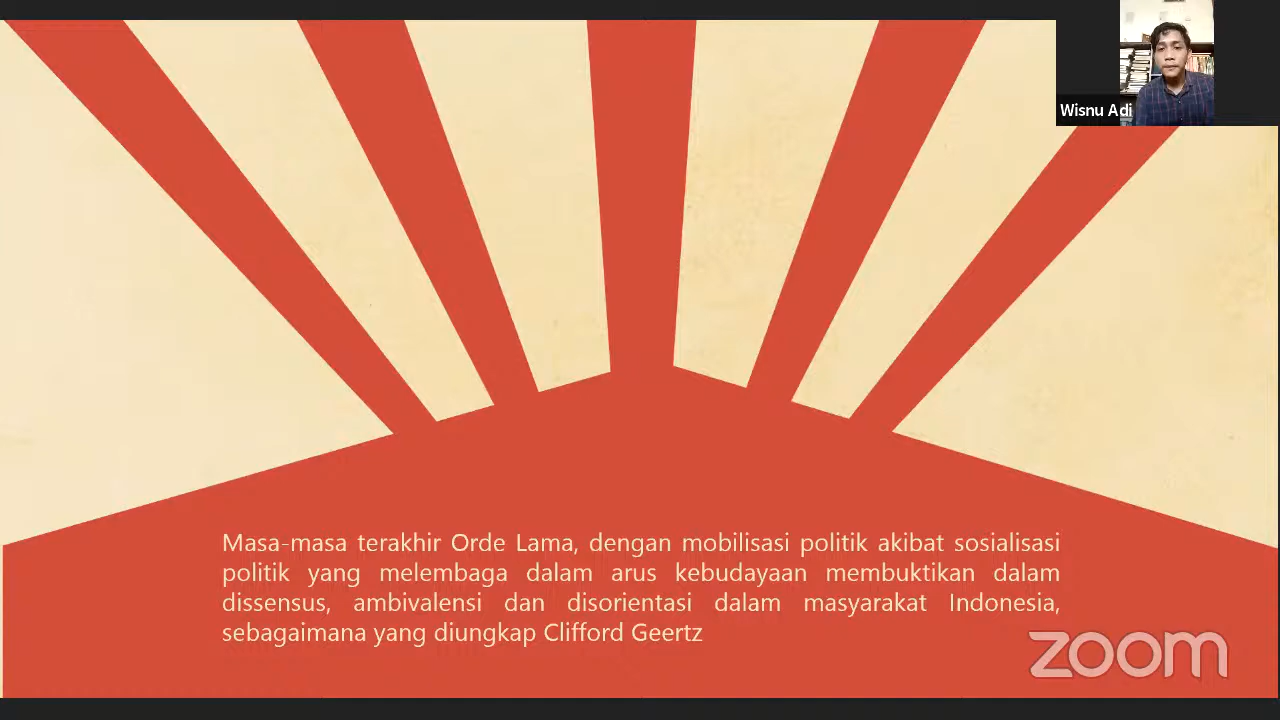 Wisnu Adi
Masa-masa terakhir Orde Lama, dengan mobilisasi politik akibat sosialisasi
politik yang melembaga dalam arus kebudayaan membuktikan dalam
dissensus, ambivalensi dan disorientasi dalam masyarakat Indonesia,
sebagaimana yang diungkap Clifford Geertz
zoom